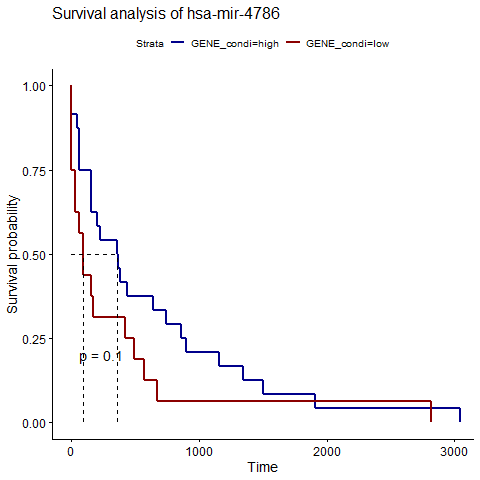 Survival analysis of hsa-mir-4786
Strata GENE_condi=high GENE_condi=low
1.00
0.75
0.50
0.25
0.00
Survival probability
p = 0.1
0 1000 2000 3000
Time